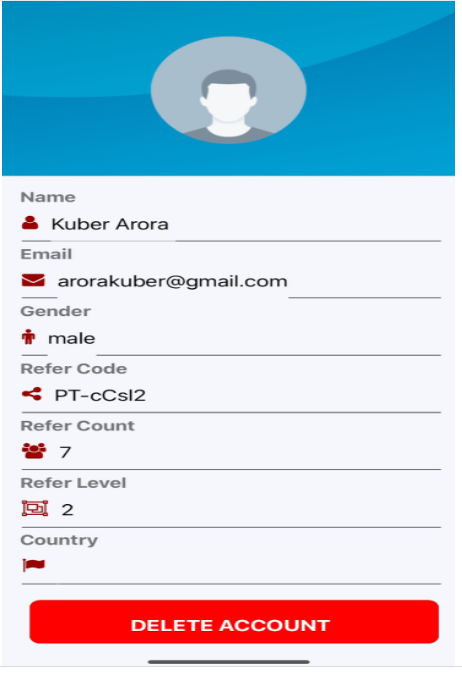 Name
Kuber Arora
Email
arorakuber@gmail.com
Gender
male
Refer Code
PT-cCsl2
Refer Count
7
Refer Level
2
Country
DELETE ACCOUNT